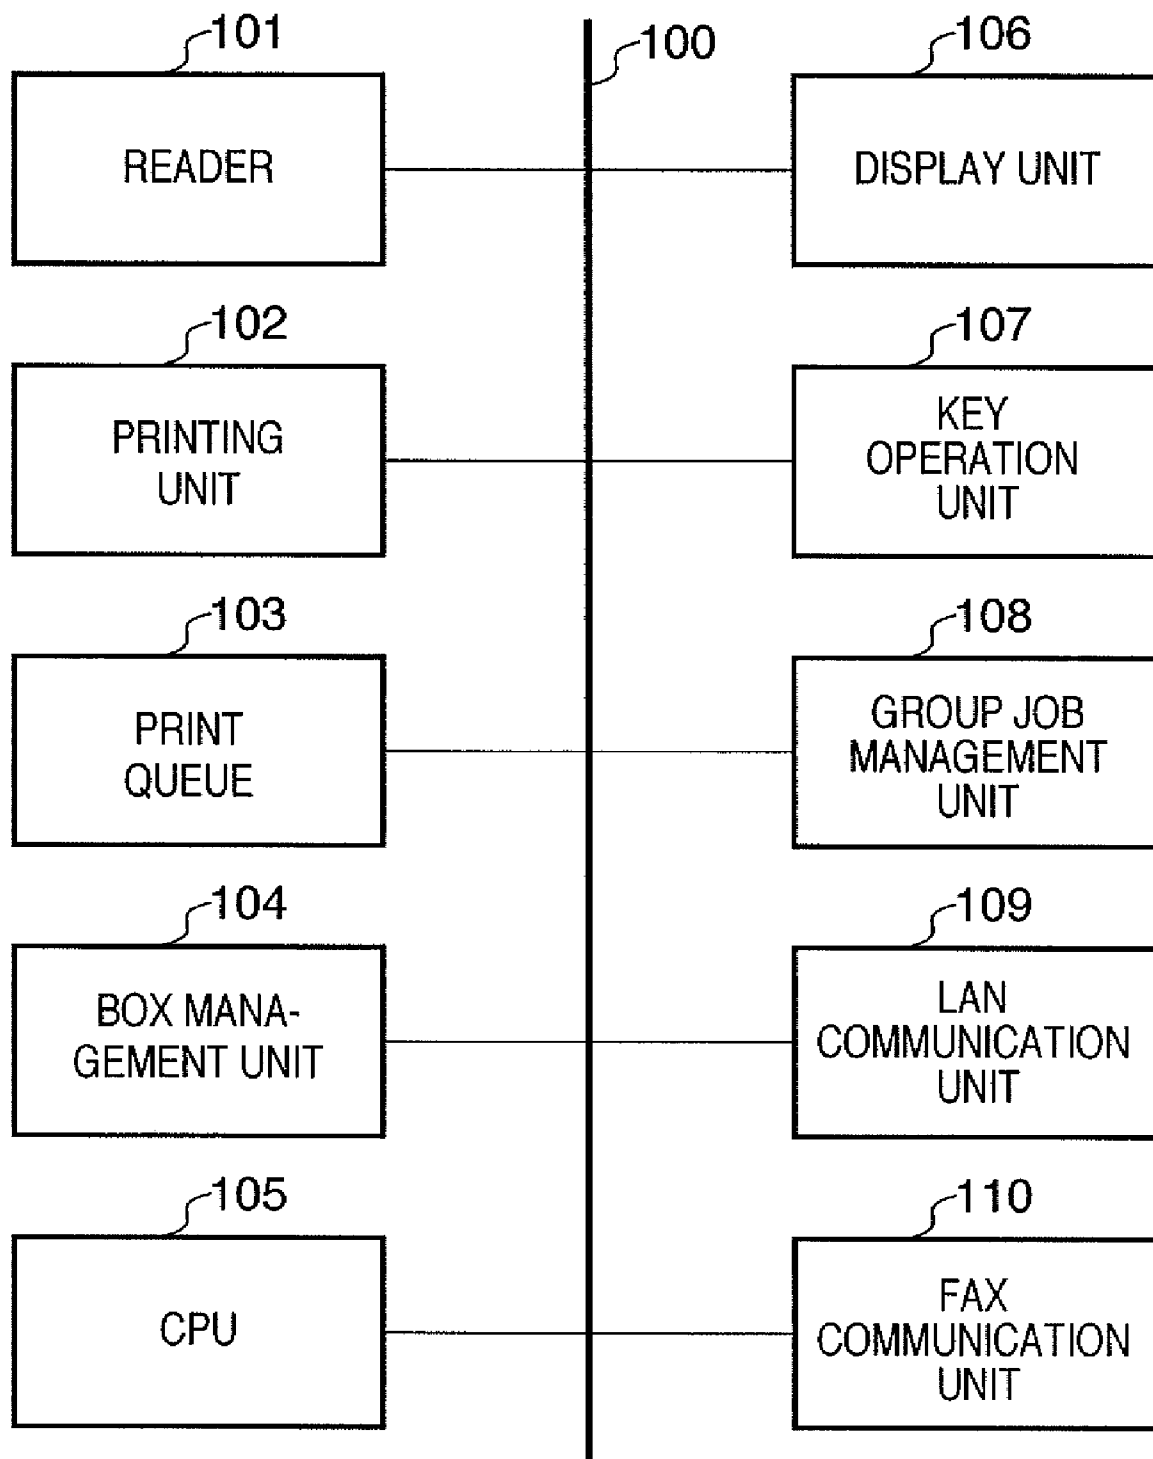 101
READER
102
PRINTING
UNIT
103
PRINT
QUEUE
104
BOX MANA-
GEMENT UNIT
105
CPU
100
106
DISPLAY UNIT
107
KEY
OPERATION
UNIT
108
GROUP JOB
MANAGEMENT
UNIT
109
LAN
COMMUNICATION
UNIT
110
FAX
COMMUNICATION
UNIT